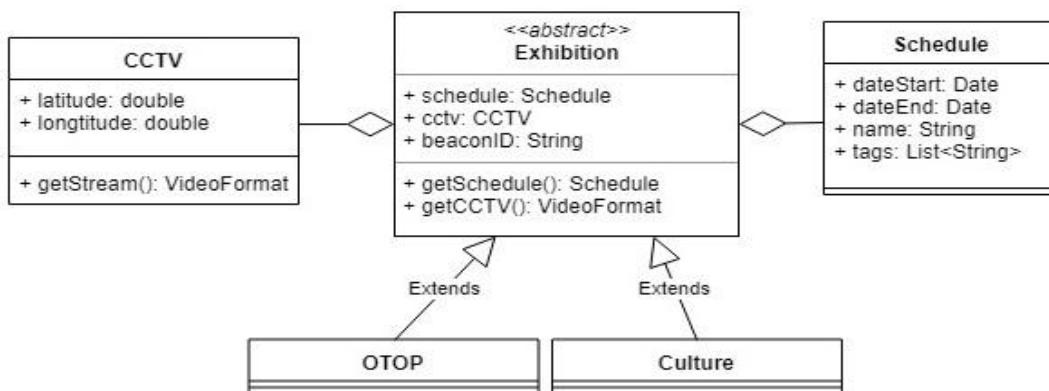 CCTV
+ latitude: double
+ longtitude: double
+ getStream(): VideoFormat
<<abstract>>
Exhibition
+ schedule: Schedule
+ cctv: CCTV
+ beaconID: String
+ getSchedule(): Schedule
+ getCCTV(): VideoFormat
Schedule
+ dateStart: Date
+ dateEnd: Date
+ name: String
+ tags: List<String>
Extends
Extends
OTOP
Culture